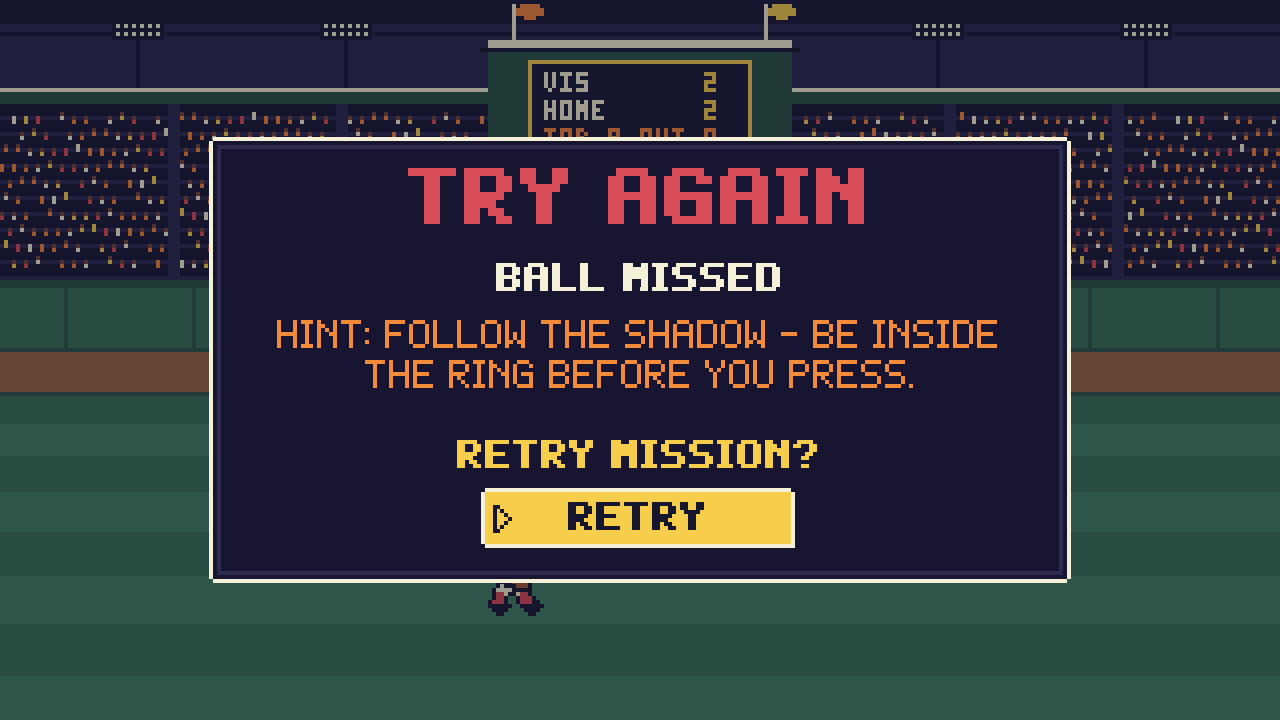 VIS 2
HOME 2
TRY AGAIN
BALL MISSED
HINT: FOLLOW THE SHADOW - BE INSIDE
THE RING BEFORE YOU PRESS.
RETRY MISSION?
RETRY